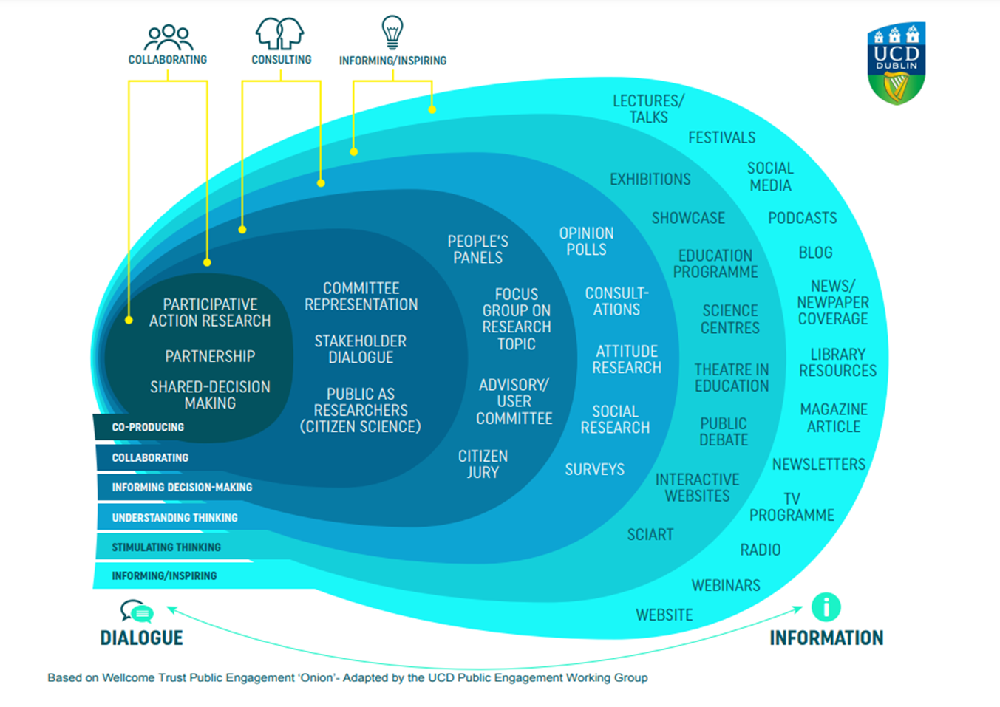 COLLABORATING
CONSULTING
INFORMING/INSPIRING
UCD
DUBLIN
PARTICIPATIVE
ACTION RESEARCH
PARTNERSHIP
SHARED-DECISION
MAKING
COMMITTEE
REPRESENTATION
STAKEHOLDER
DIALOGUE
PUBLIC AS
RESEARCHERS
(CITIZEN SCIENCE)
PEOPLE'S
PANELS
FOCUS
GROUP ON
RESEARCH
TOPIC
ADVISORY/
USER
COMMITTEE
CITIZEN
JURY
OPINION
POLLS
CONSULT-
ATIONS
ATTITUDE
RESEARCH
SOCIAL
RESEARCH
SURVEYS
EXHIBITIONS
SHOWCASE
EDUCATION
PROGRAMME
SCIENCE
CENTRES
THEATRE IN
EDUCATION
PUBLIC
DEBATE
INTERACTIVE
WEBSITES
SCIART
LECTURES/
TALKS
FESTIVALS
SOCIAL
MEDIA
PODCASTS
BLOG
NEWS/
NEWPAPER
COVERAGE
LIBRARY
RESOURCES
MAGAZINE
ARTICLE
NEWSLETTERS
TV
PROGRAMME
RADIO
WEBINARS
WEBSITE
CO-PRODUCING
COLLABORATING
INFORMING DECISION-MAKING
UNDERSTANDING THINKING
STIMULATING THINKING
INFORMING/INSPIRING
DIALOGUE
i
INFORMATION
Based on Wellcome Trust Public Engagement 'Onion'- Adapted by the UCD Public Engagement Working Group